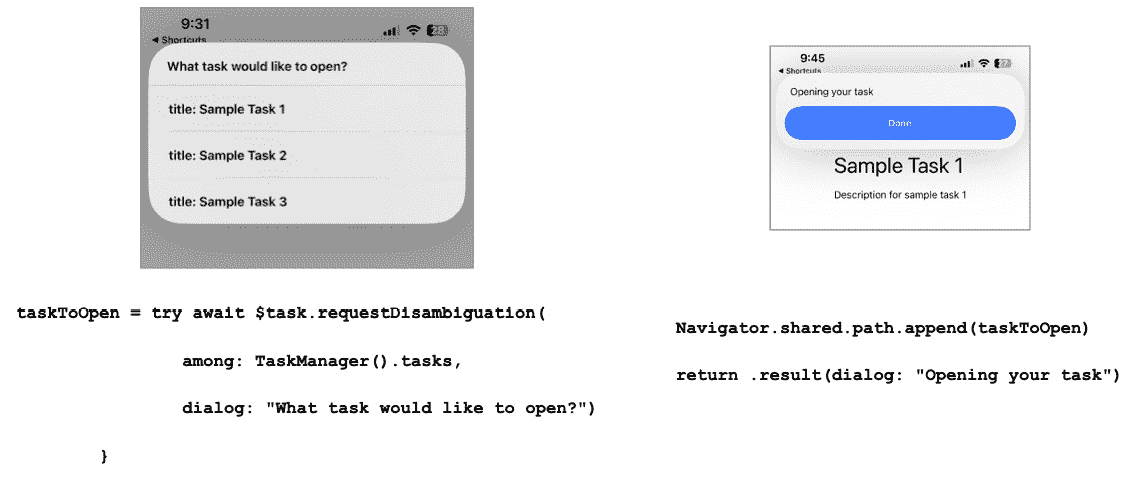 9:31
◀ Shortcuts
28
What task would like to open?
title: Sample Task 1
title: Sample Task 2
title: Sample Task 3
taskToOpen = try await $task.requestDisambiguation(
among: TaskManager().tasks,
dialog: "What task would like to open?")
}
9:45
◀ Shortcuts
Opening your task
Done
Sample Task 1
Description for sample task 1
Navigator.shared.path.append(taskToOpen)
return .result(dialog: "Opening your task")